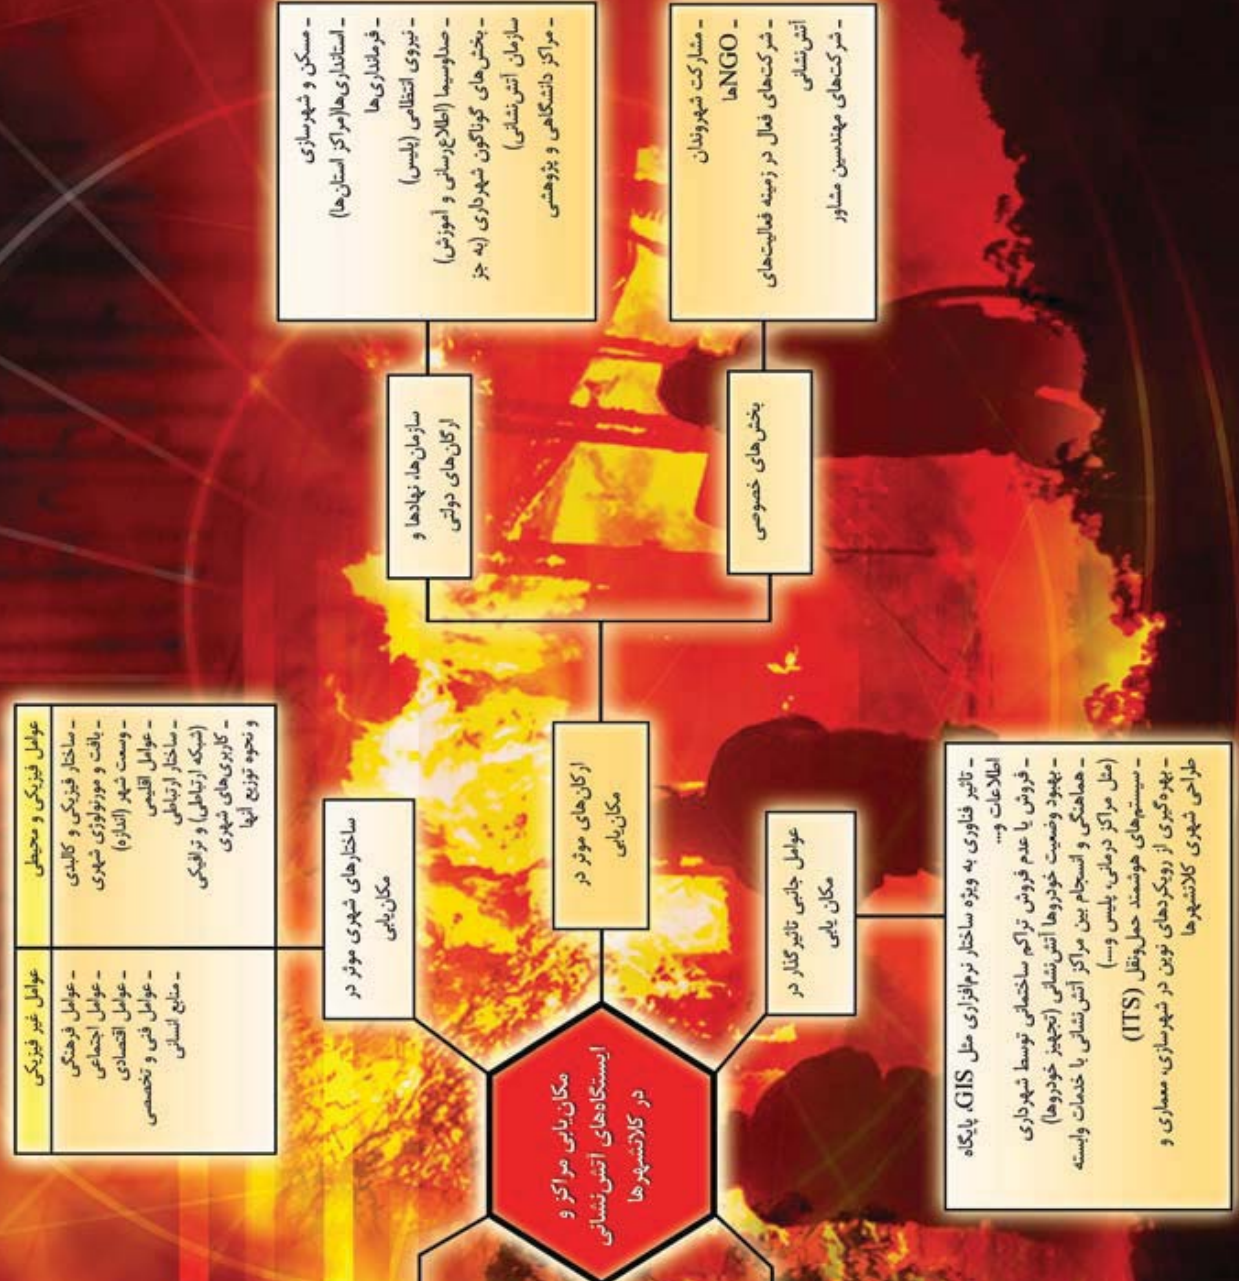 مکان‌یابی مراکز و
ایستگاه‌های آتش‌نشانی
در کلانشهرها
ساختارهای شهری موثر در
مکان‌یابی
عوامل فیزیکی و محیطی
- ساختار فیزیکی و کالبدی
- بافت و مورفولوژی شهری
- وسعت شهر (اندازه)
- عوامل اقلیمی
- ساختار ارتباطی
(شبکه ارتباطی) و ترافیکی
- کاربری‌های شهری
و نحوه توزیع آنها
عوامل غیر فیزیکی
- عوامل فرهنگی
- عوامل اجتماعی
- عوامل اقتصادی
- عوامل فنی و تخصصی
- منابع انسانی
ارکان‌های موثر در
مکان‌یابی
سازمان‌ها، نهادها و
ارگان‌های دولتی
- مسکن و شهرسازی
- استانداری‌ها(مراکز استان‌ها)
فرمانداری‌ها
- نیروی انتظامی (پلیس)
- صداوسیما (اطلاع‌رسانی و آموزش)
- بخش‌های گوناگون شهرداری (به جز
سازمان آتش‌نشانی)
- مراکز دانشگاهی و پژوهشی
بخش‌های خصوصی
- مشارکت شهروندان
- NGOها
- شرکت‌های فعال در زمینه فعالیت‌های
آتش‌نشانی
- شرکت‌های مهندسین مشاور
عوامل جانبی تاثیرگذار در
مکان یابی
- تاثیر فناوری به ویژه ساختار نرم‌افزاری مثل GIS، پایگاه
اطلاعات و...
- فروش یا عدم فروش تراکم ساختمانی توسط شهرداری
- بهبود وضعیت خودروها آتش‌نشانی (تجهیز خودروها)
- هماهنگی و انسجام بین مراکز آتش‌نشانی با خدمات وابسته
(مثل مراکز درمانی، پلیس و....)
- سیستم‌های هوشمند حمل‌ونقل (ITS)
- بهره‌گیری از رویکردهای نوین در شهرسازی، معماری و
طراحی شهری کلانشهرها